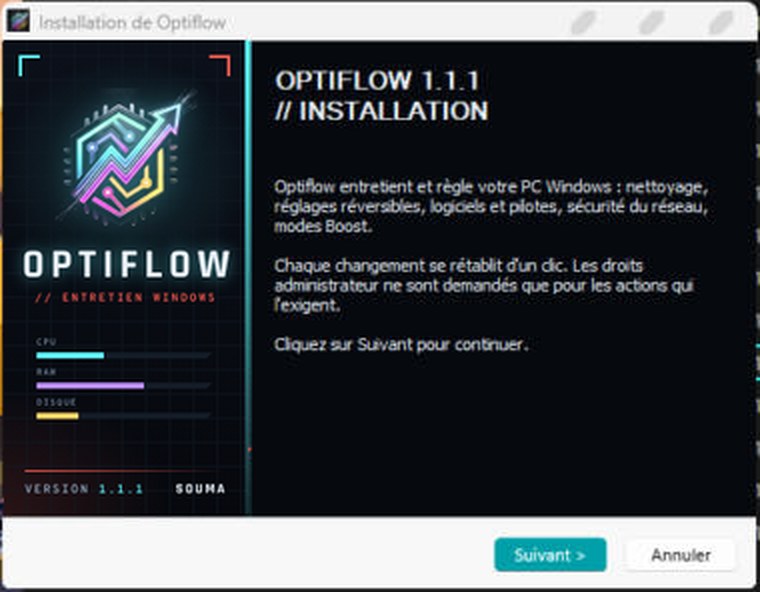 Installation de Optiflow
OPTIFLOW
// ENTRETIEN WINDOWS
CPU
RAM
DISQUE
VERSION 1.1.1 SOUMA
OPTIFLOW 1.1.1
// INSTALLATION
Optiflow entretient et règle votre PC Windows : nettoyage,
réglages réversibles, logiciels et pilotes, sécurité du réseau,
modes Boost.
Chaque changement se rétablit d'un clic. Les droits
administrateur ne sont demandés que pour les actions qui
l'exigent.
Cliquez sur Suivant pour continuer.
Suivant >
Annuler